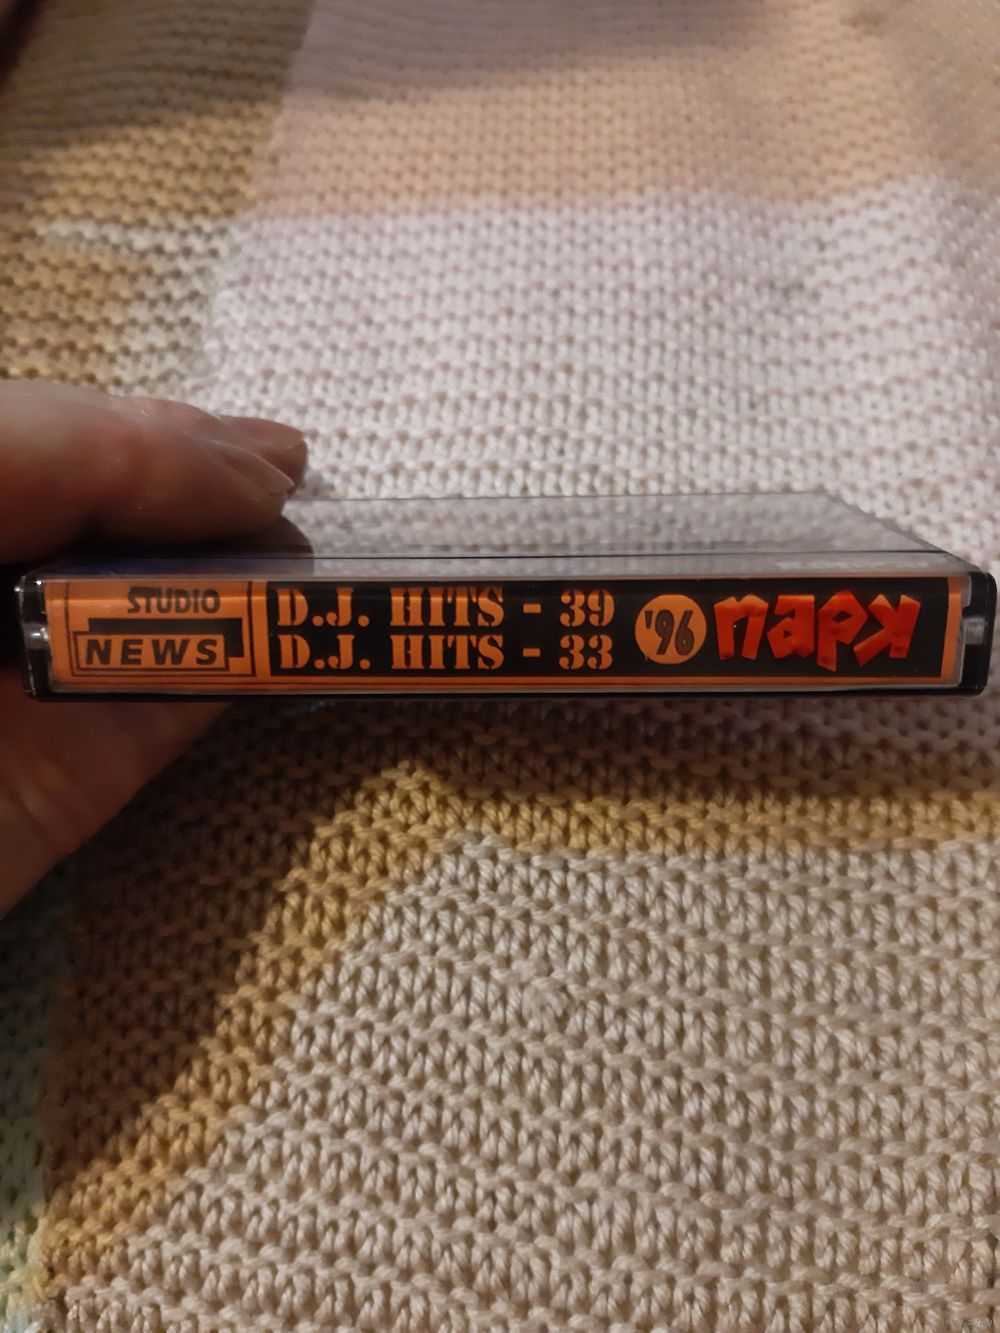 STUDIO
NEWS
D.J. HITS - 39
D.J. HITS - 33
'96
парк